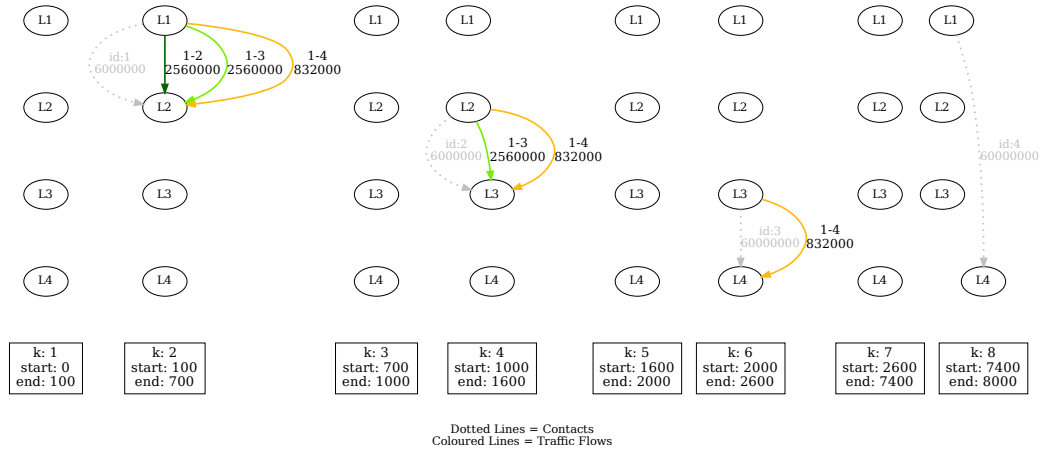 L1 L1 L1 L1 L1 L1 L1 L1
id:1 1-2 1-3 1-4
6000000 2560000 2560000 832000
L2 L2 L2 L2 L2 L2 L2 L2
id:2 1-3 1-4 id:4
6000000 2560000 832000 60000000
L3 L3 L3 L3 L3 L3 L3 L3
id:3 1-4
60000000 832000
L4 L4 L4 L4 L4 L4 L4 L4
k: 1
start: 0
end: 100
k: 2
start: 100
end: 700
k: 3
start: 700
end: 1000
k: 4
start: 1000
end: 1600
k: 5
start: 1600
end: 2000
k: 6
start: 2000
end: 2600
k: 7
start: 2600
end: 7400
k: 8
start: 7400
end: 8000
Dotted Lines = Contacts
Coloured Lines = Traffic Flows